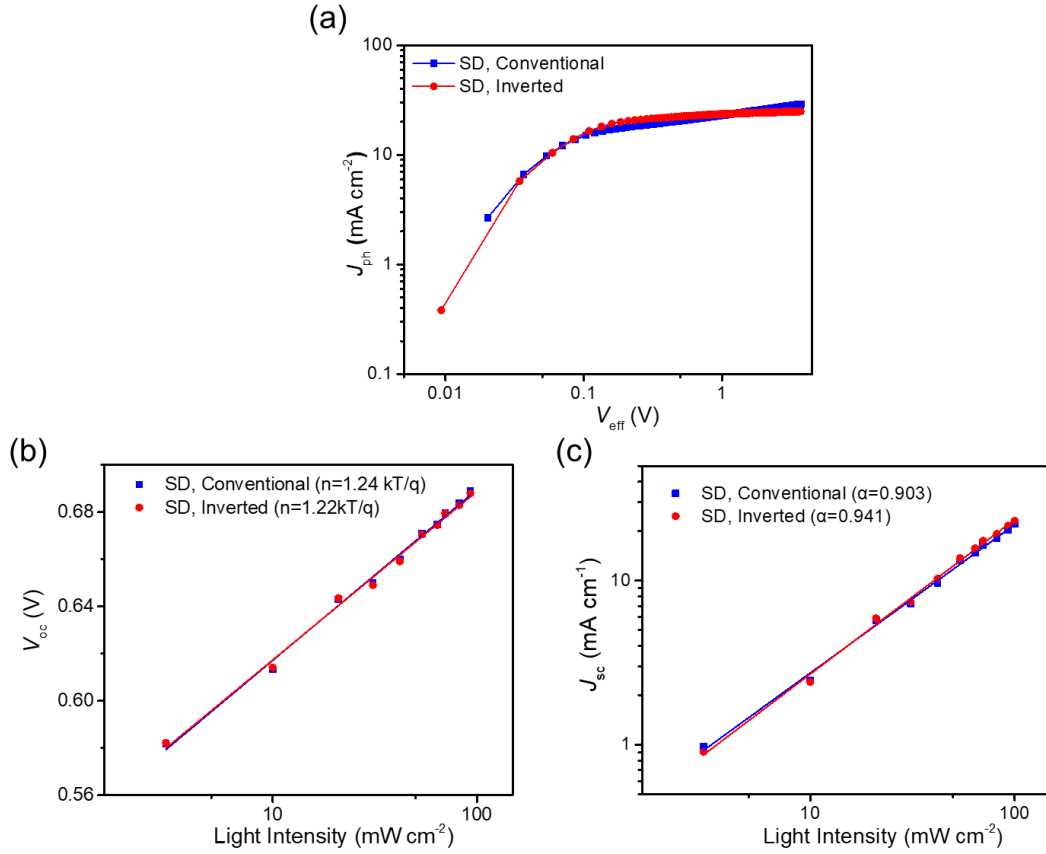 (a)
100
10
1
0.1
SD, Conventional
SD, Inverted
J_ph (mA cm⁻²)
0.01 0.1 1
V_eff (V)
(b)
0.68
0.64
0.60
0.56
SD, Conventional (n=1.24 kT/q)
SD, Inverted (n=1.22kT/q)
V_oc (V)
10 100
Light Intensity (mW cm⁻²)
(c)
10
1
SD, Conventional (α=0.903)
SD, Inverted (α=0.941)
J_sc (mA cm⁻¹)
10 100
Light Intensity (mW cm⁻²)